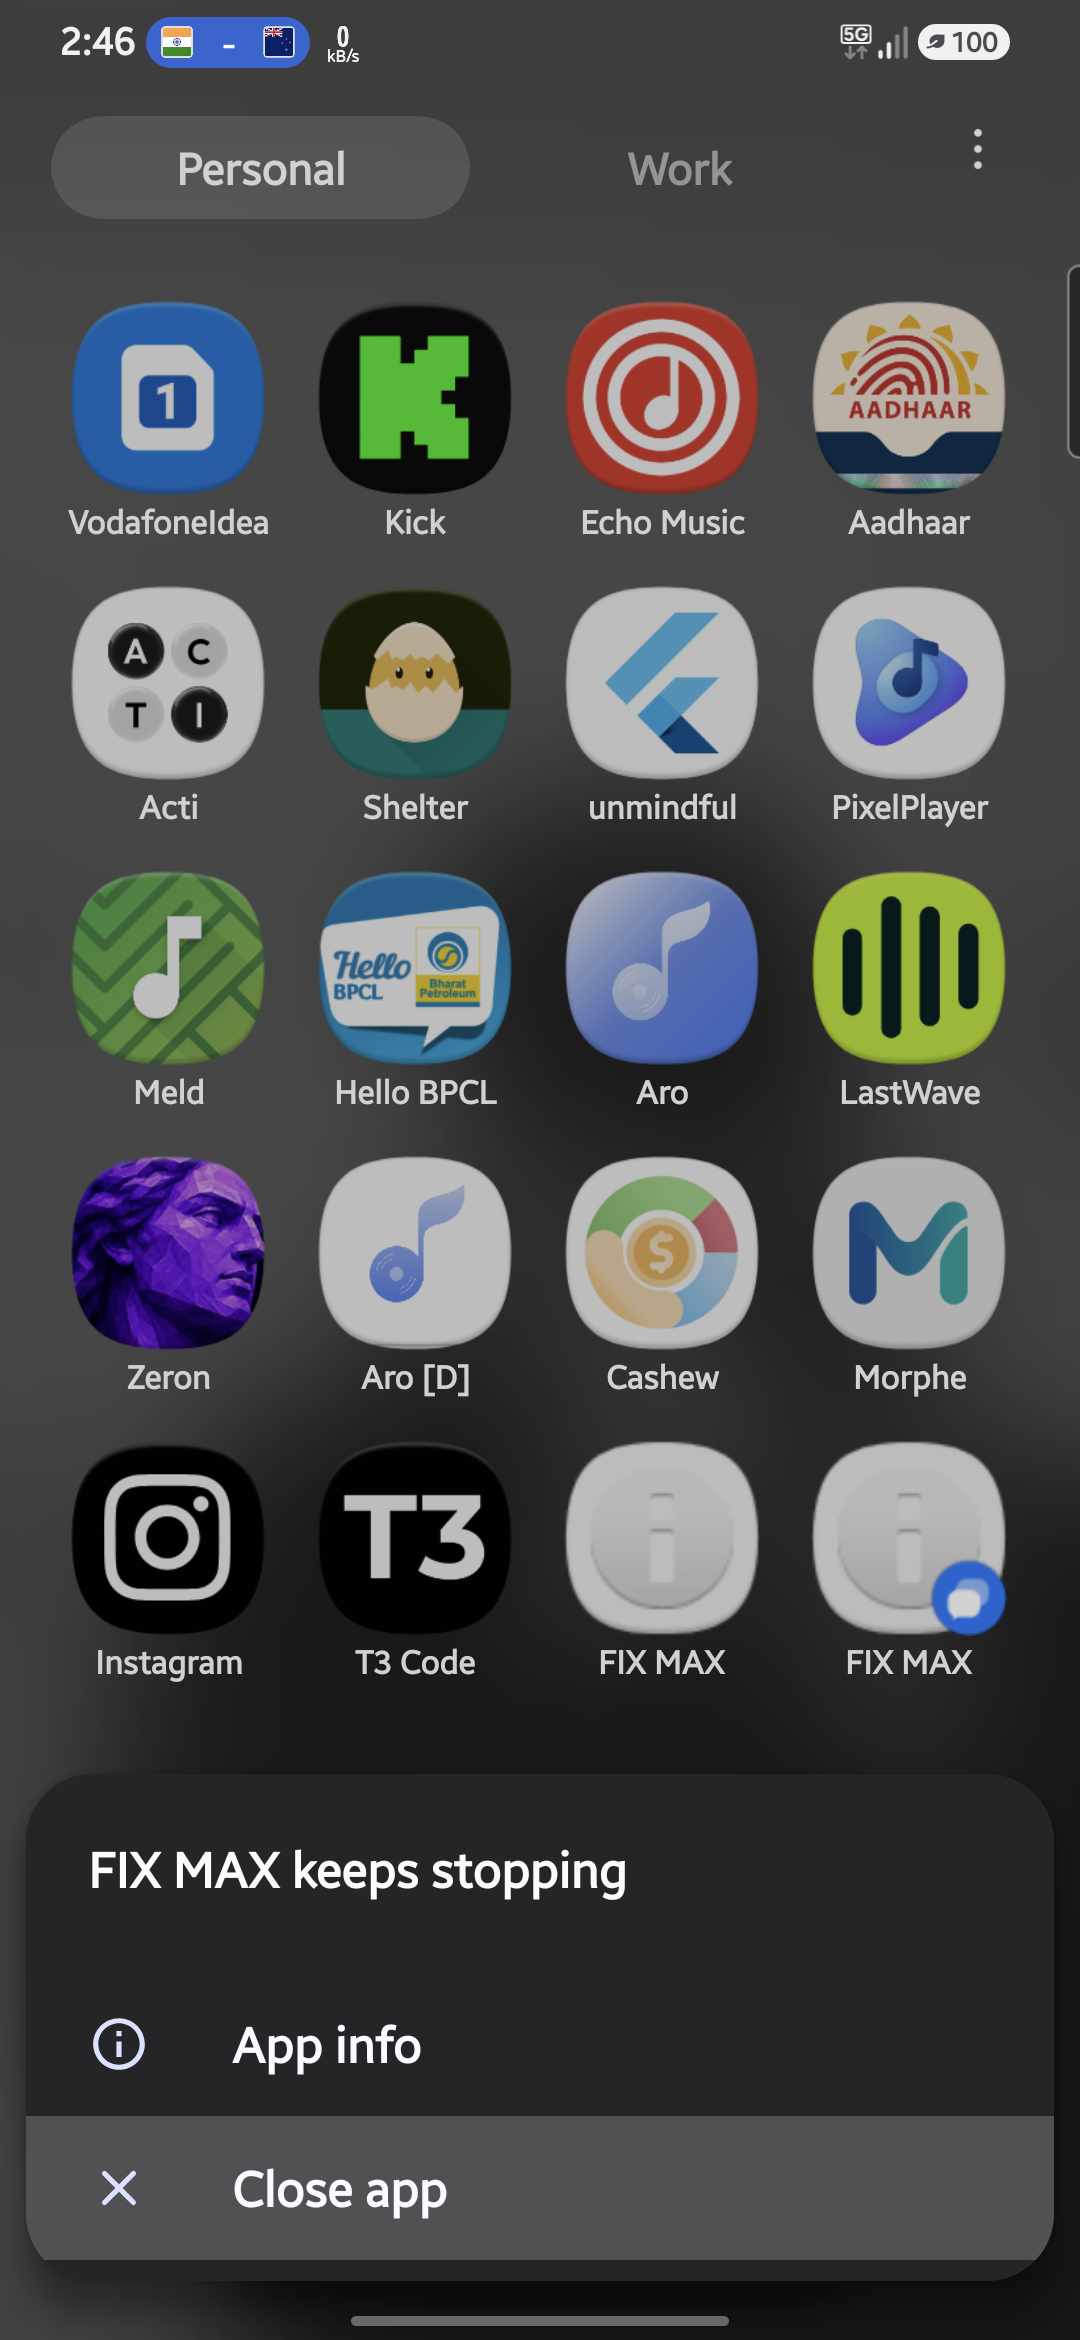 2:46 - 0 kB/s 5G 100
Personal Work
1 AADHAAR
VodafoneIdea Kick Echo Music Aadhaar
A C
T I
Acti Shelter unmindful PixelPlayer
Hello BPCL Bharat Petroleum
Meld Hello BPCL Aro LastWave
$
Zeron Aro [D] Cashew Morphe
T3
Instagram T3 Code FIX MAX FIX MAX
FIX MAX keeps stopping
App info
Close app